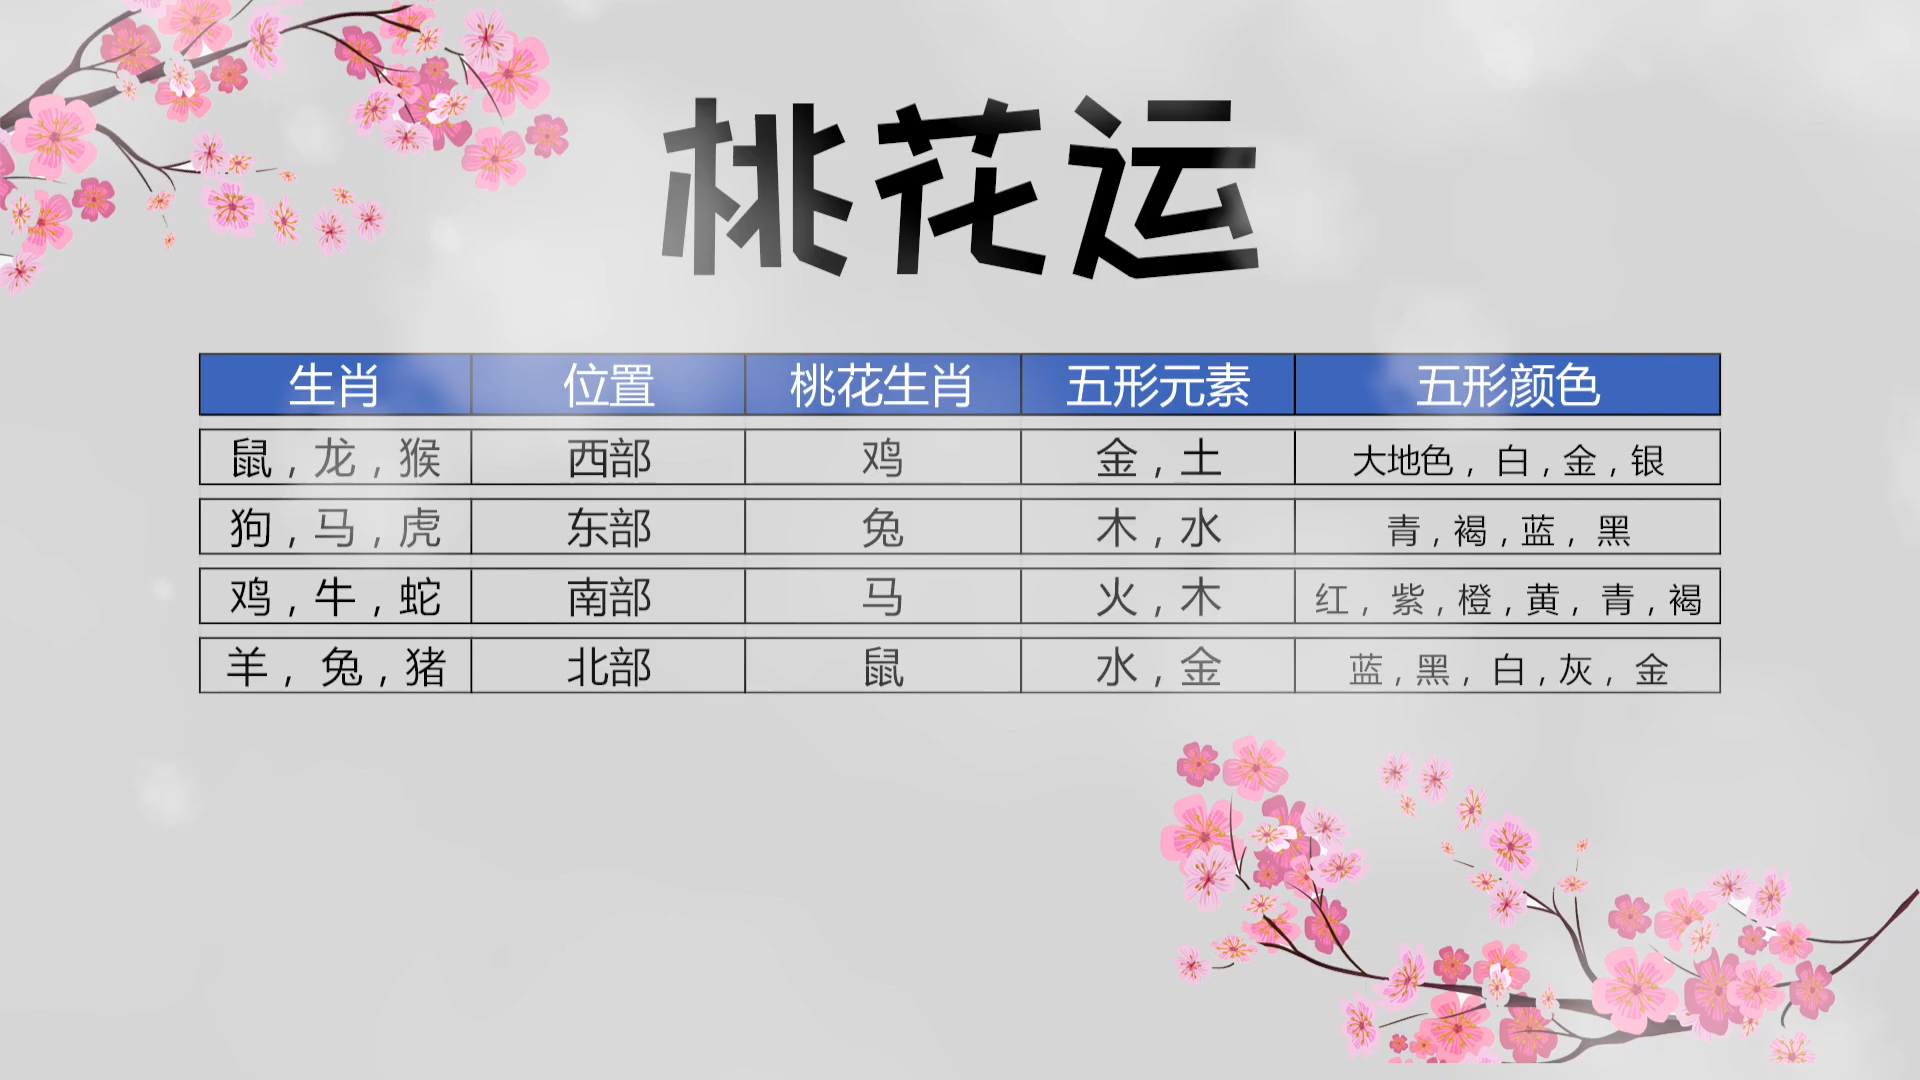 桃花运
生肖 位置 桃花生肖 五形元素 五形颜色
鼠，龙，猴 西部 鸡 金，土 大地色， 白，金，银
狗，马，虎 东部 兔 木，水 青，褐，蓝， 黑
鸡，牛，蛇 南部 马 火，木 红， 紫，橙，黄， 青，褐
羊， 兔，猪 北部 鼠 水，金 蓝，黑， 白，灰， 金